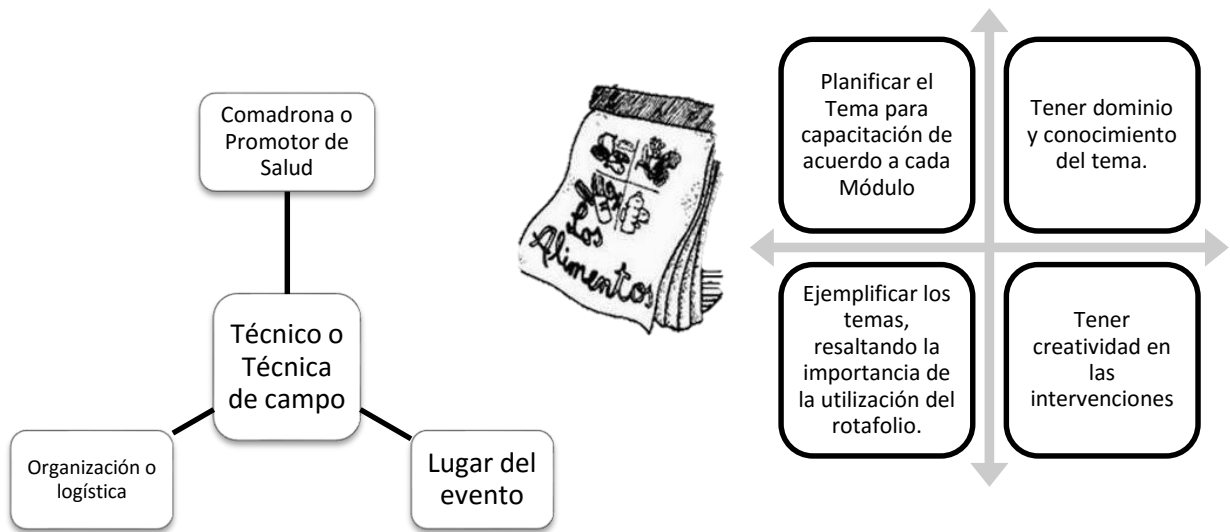 Comadrona o
Promotor de
Salud
Técnico o
Técnica
de campo
Organización o
logística
Lugar del
evento
Los
Alimentos
Planificar el
Tema para
capacitación de
acuerdo a cada
Módulo
Tener dominio
y conocimiento
del tema.
Ejemplificar los
temas,
resaltando la
importancia de
la utilización del
rotafolio.
Tener
creatividad en
las
intervenciones